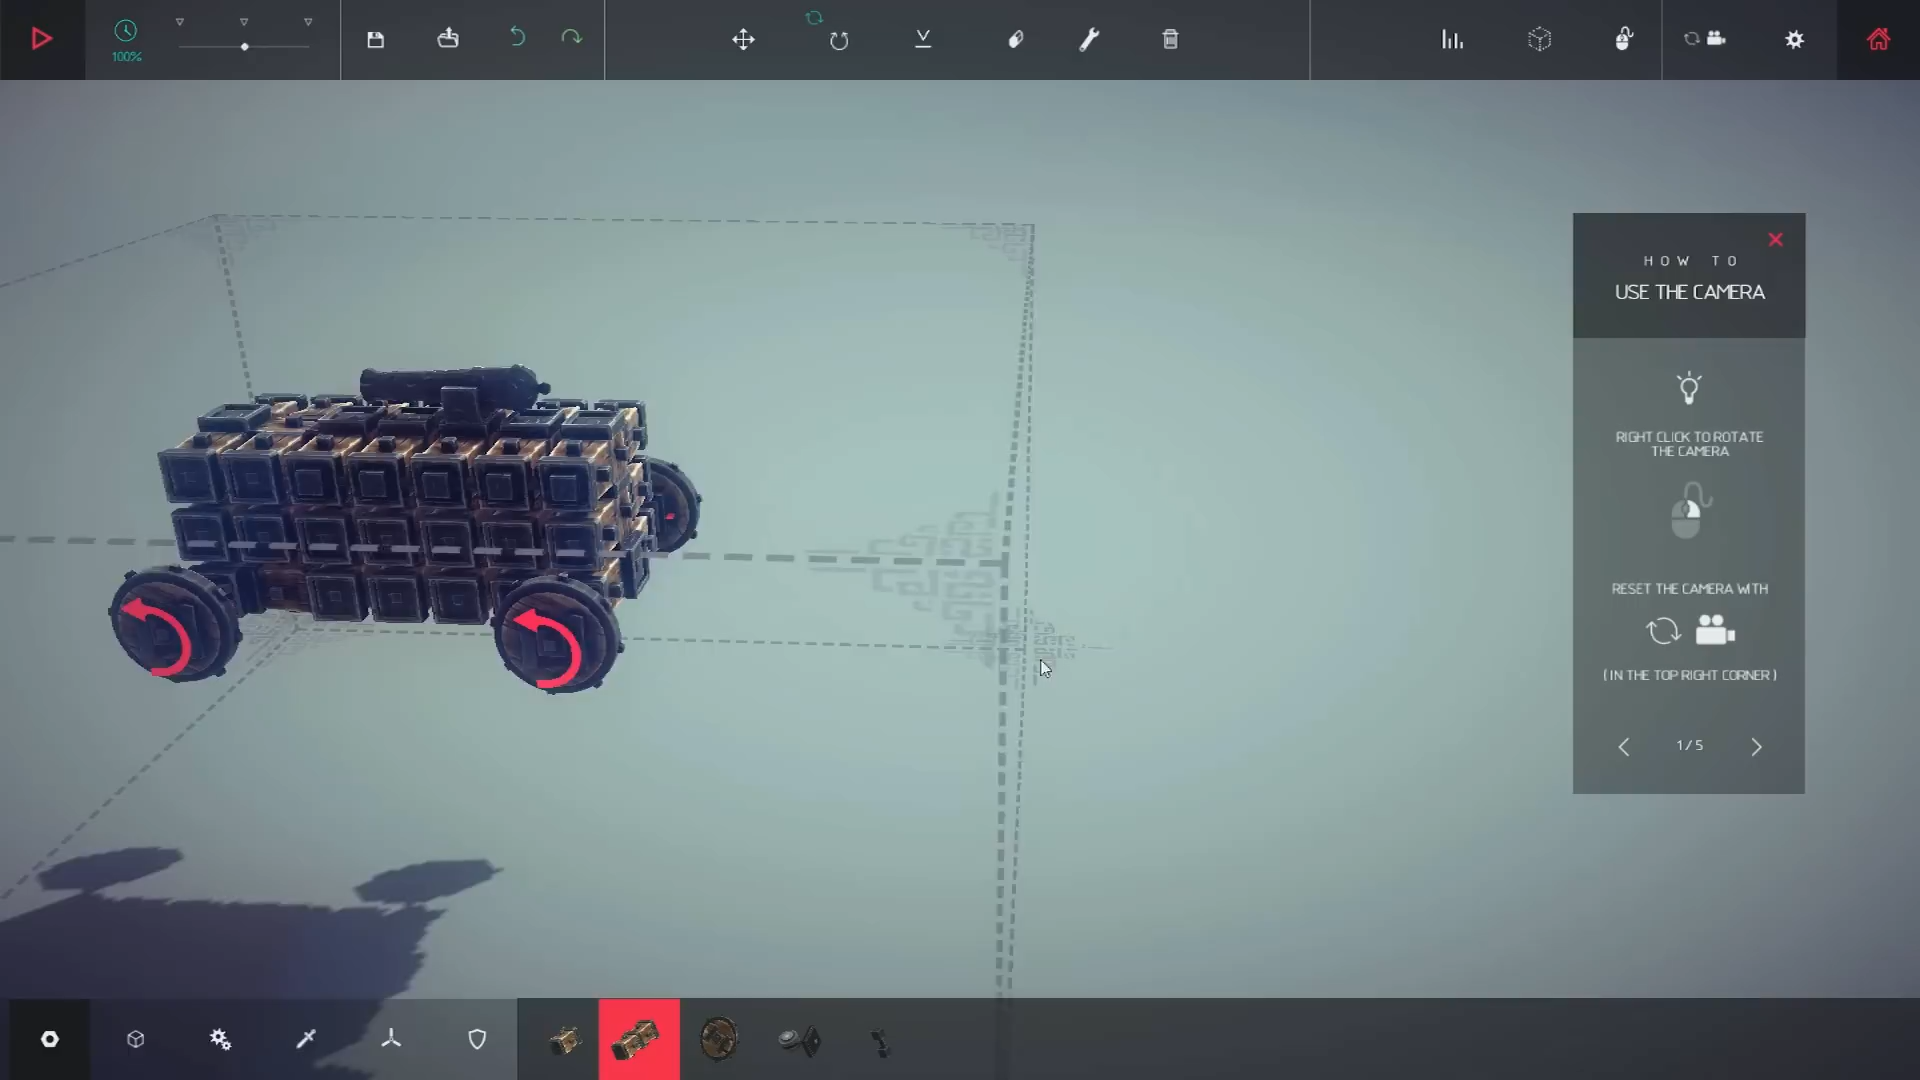 100%
HOW TO
USE THE CAMERA
RIGHT CLICK TO ROTATE
THE CAMERA
RESET THE CAMERA WITH
( IN THE TOP RIGHT CORNER )
1/5